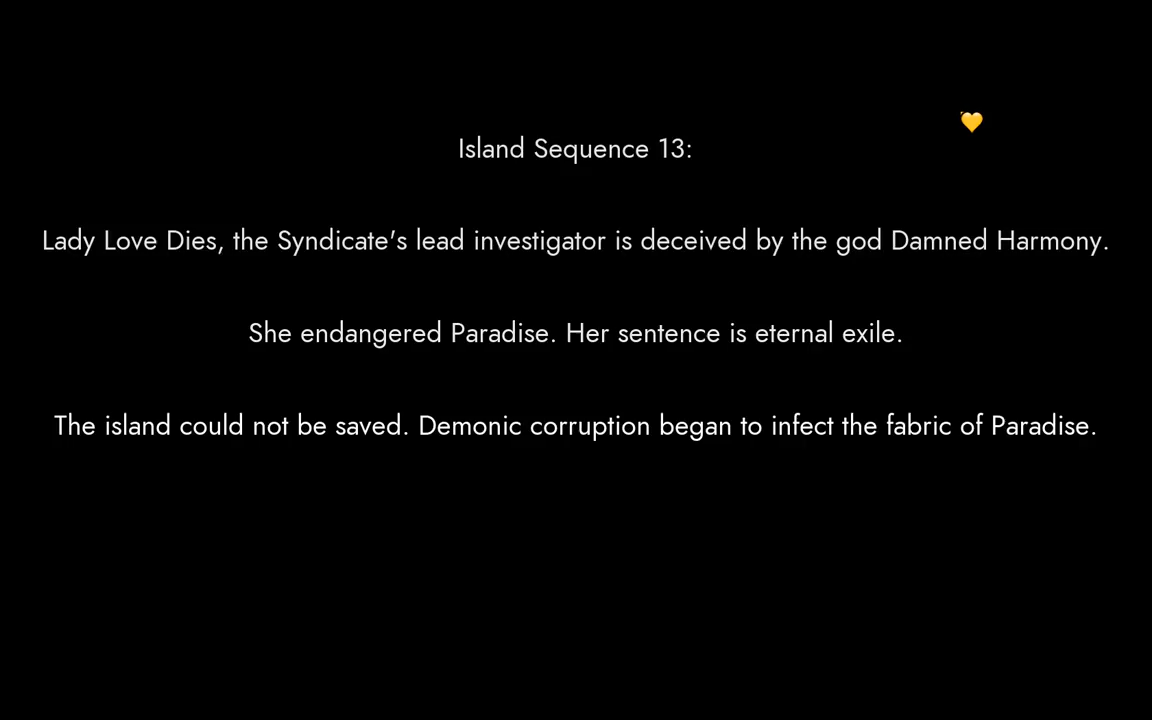 Island Sequence 13:
Lady Love Dies, the Syndicate's lead investigator is deceived by the god Damned Harmony.
She endangered Paradise. Her sentence is eternal exile.
The island could not be saved. Demonic corruption began to infect the fabric of Paradise.